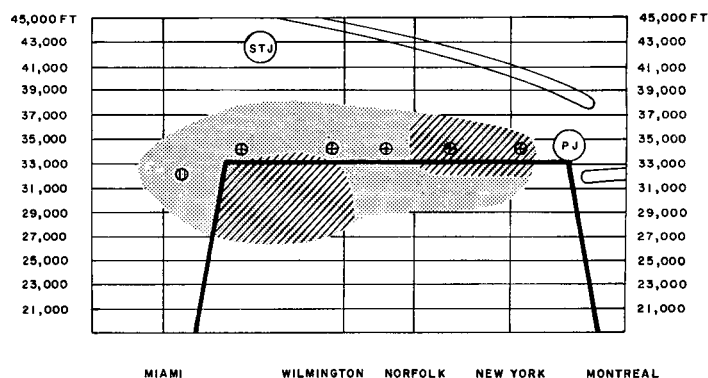 45,000 FT 45,000 FT
43,000 STJ 43,000
41,000 41,000
39,000 39,000
37,000 37,000
35,000 PJ 35,000
33,000 33,000
31,000 31,000
29,000 29,000
27,000 27,000
25,000 25,000
23,000 23,000
21,000 21,000
MIAMI WILMINGTON NORFOLK NEW YORK MONTREAL